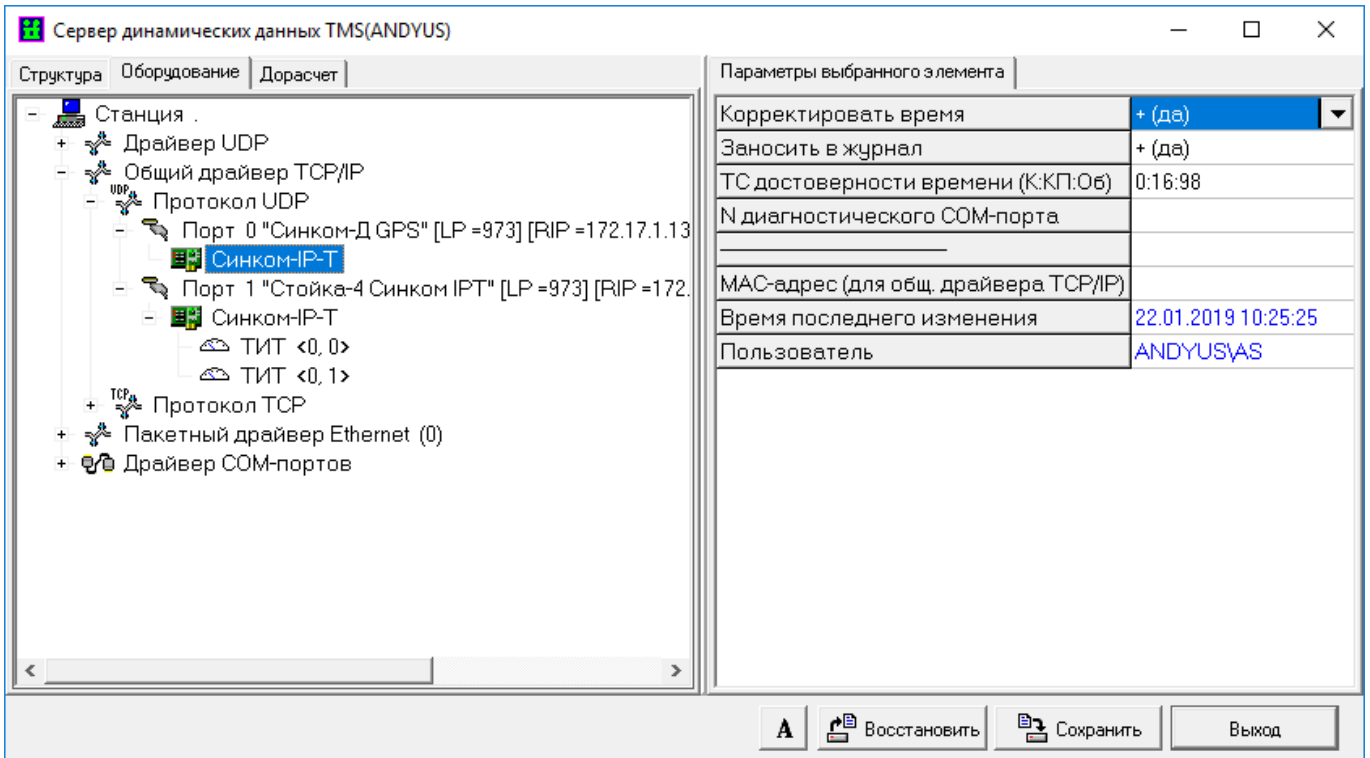 Сервер динамических данных TMS(ANDYUS)
Структура Оборудование Дорасчет
Станция .
Драйвер UDP
Общий драйвер TCP/IP
UDP Протокол UDP
Порт 0 "Синком-Д GPS" [LP =973] [RIP =172.17.1.13
Синком-IP-T
Порт 1 "Стойка-4 Синком IPT" [LP =973] [RIP =172.
Синком-IP-T
ТИТ <0, 0>
ТИТ <0, 1>
TCP Протокол TCP
Пакетный драйвер Ethernet (0)
Драйвер COM-портов
Параметры выбранного элемента
Корректировать время + (да)
Заносить в журнал + (да)
ТС достоверности времени (К:КП:Об) 0:16:98
N диагностического COM-порта
MAC-адрес (для общ. драйвера TCP/IP)
Время последнего изменения 22.01.2019 10:25:25
Пользователь ANDYUS\AS
A Восстановить Сохранить Выход